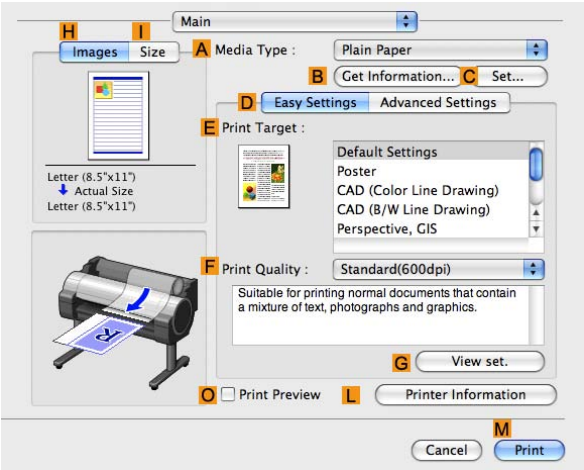 Main
H I
Images Size
A Media Type : Plain Paper
B Get Information... C Set...
D Easy Settings Advanced Settings
E Print Target :
Default Settings
Poster
CAD (Color Line Drawing)
CAD (B/W Line Drawing)
Perspective, GIS
Letter (8.5"x11")
Actual Size
Letter (8.5"x11")
F Print Quality : Standard(600dpi)
Suitable for printing normal documents that contain
a mixture of text, photographs and graphics.
G View set.
O Print Preview L Printer Information
M
Cancel Print